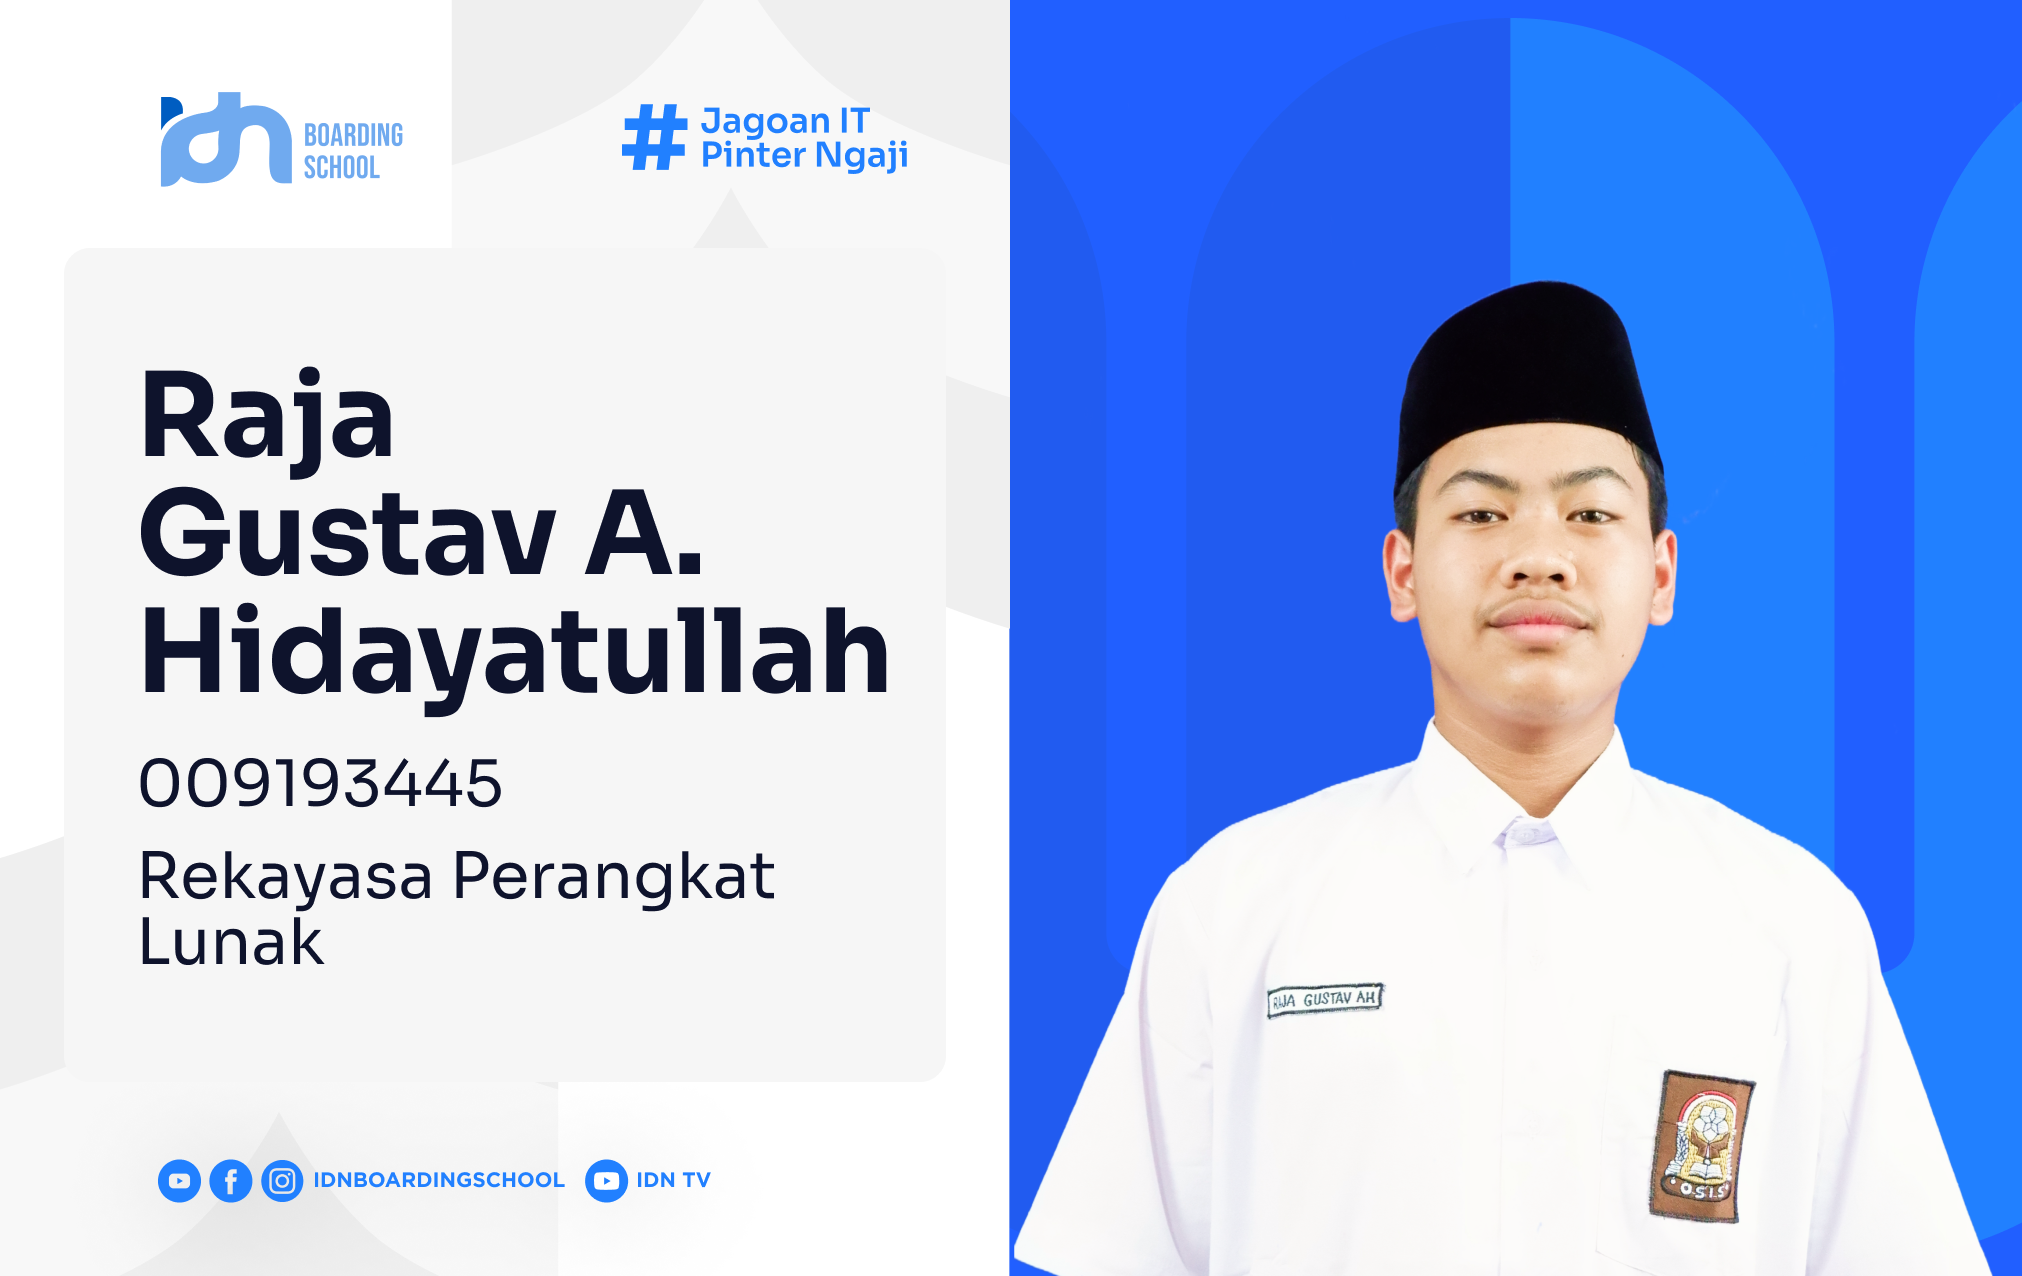 idn BOARDING
SCHOOL
# Jagoan IT
Pinter Ngaji
Raja
Gustav A.
Hidayatullah
009193445
Rekayasa Perangkat
Lunak
IDNBOARDINGSCHOOL IDN TV
RAJA GUSTAV AH
OSIS